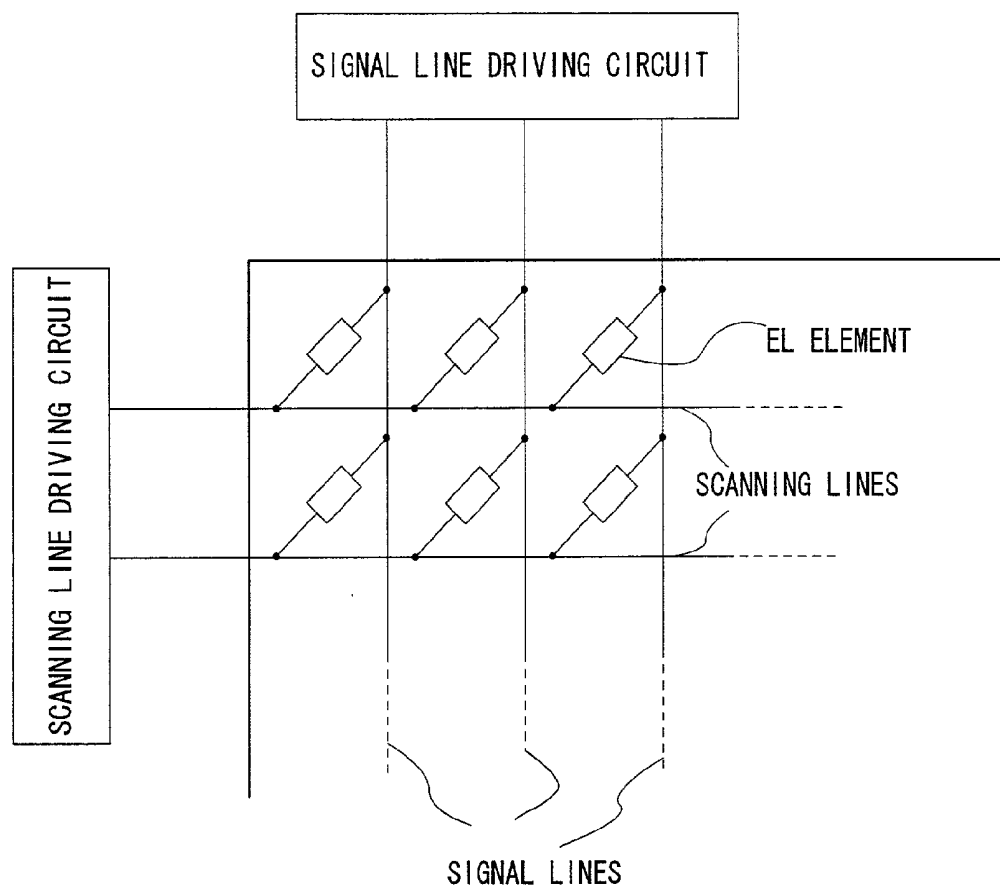 SIGNAL LINE DRIVING CIRCUIT
SCANNING LINE DRIVING CIRCUIT
EL ELEMENT
SCANNING LINES
SIGNAL LINES